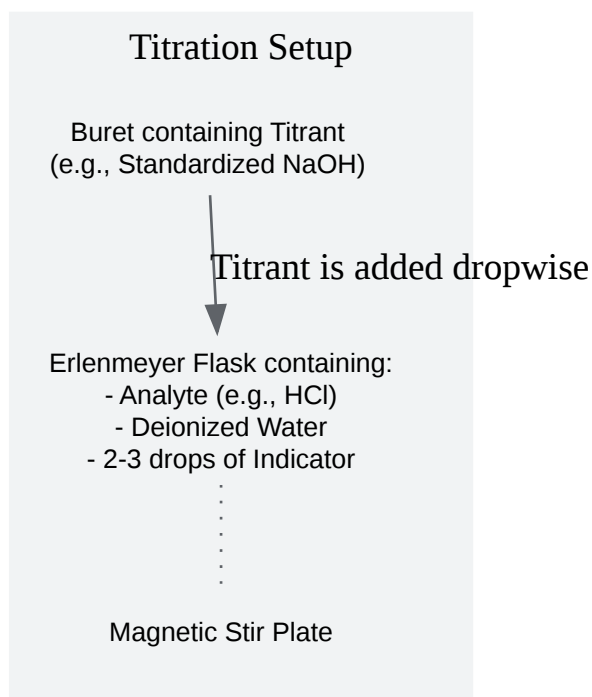 Titration Setup
Buret containing Titrant
(e.g., Standardized NaOH)
Titrant is added dropwise
Erlenmeyer Flask containing:
- Analyte (e.g., HCl)
- Deionized Water
- 2-3 drops of Indicator
Magnetic Stir Plate